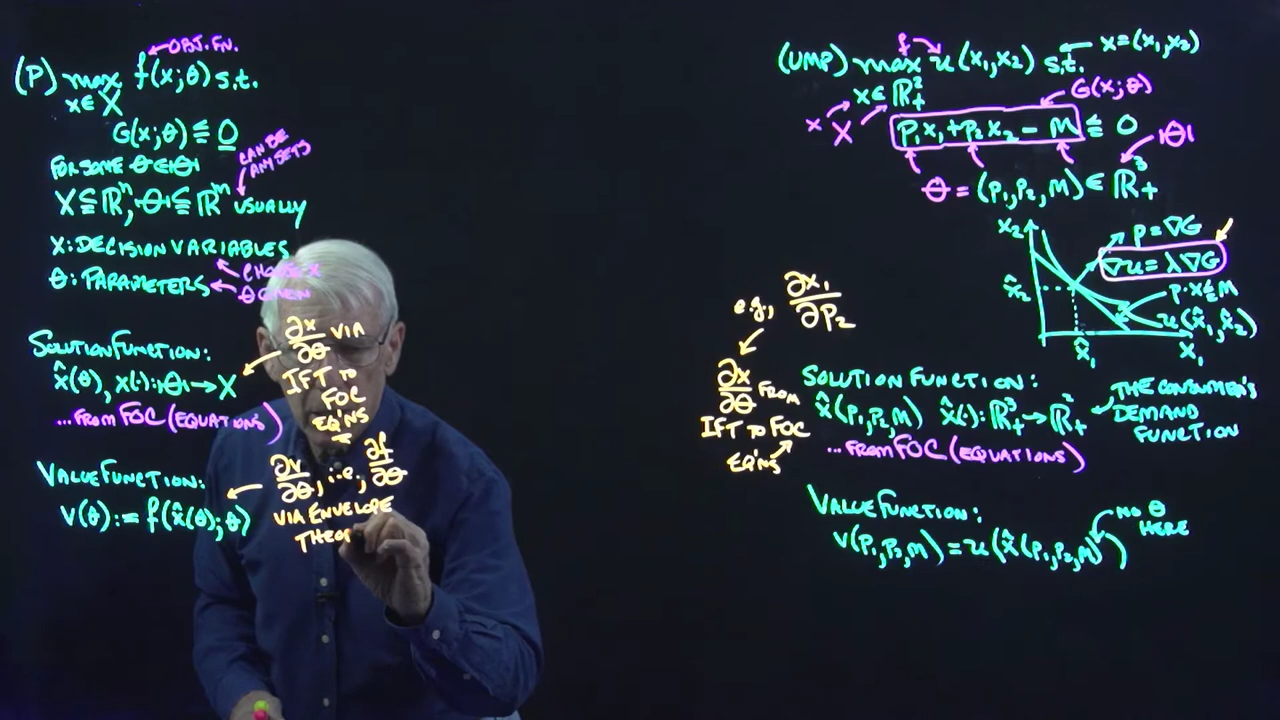 ← OBJ. FN.
(P) max f(x;θ) s.t.
x∈X
G(x;θ) ≦ 0
FOR SOME θ∈Θ
CAN BE
ANY SETS
X⊆ℝⁿ, Θ⊆ℝᵐ USUALLY
X: DECISION VARIABLES
CHOOSE X
θ: PARAMETERS
θ GIVEN
SOLUTION FUNCTION:
x̂(θ), x(·): Θ→X
... FROM FOC (EQUATIONS)
∂x/∂θ VIA
IFT TO
FOC
EQ'NS
VALUE FUNCTION:
v(θ) := f(x̂(θ);θ)
∂v/∂θ, i.e., ∂f/∂θ
VIA ENVELOPE
THEO
f
(UMP) max u(x₁,x₂) s.t. ← x=(x₁,x₂)
x∈ℝ²₊
G(x;θ)
x X
p₁x₁+p₂x₂ − M ≦ 0
Θ
θ = (p₁,p₂,M) ∈ ℝ³₊
x₂
p=∇G
∇u=λ∇G
p·x≦M
x̂₂
u(x̂₁,x̂₂)
x̂₁ x₁
e.g., ∂x₁/∂p₂
∂x/∂θ FROM
IFT TO FOC
EQ'NS
SOLUTION FUNCTION:
x̂(p₁,p₂,M) x̂(·): ℝ³₊→ℝ²₊
THE CONSUMER'S
DEMAND
FUNCTION
... FROM FOC (EQUATIONS)
VALUE FUNCTION:
v(p₁,p₂,M) = u(x̂(p₁,p₂,M))
NO θ
HERE